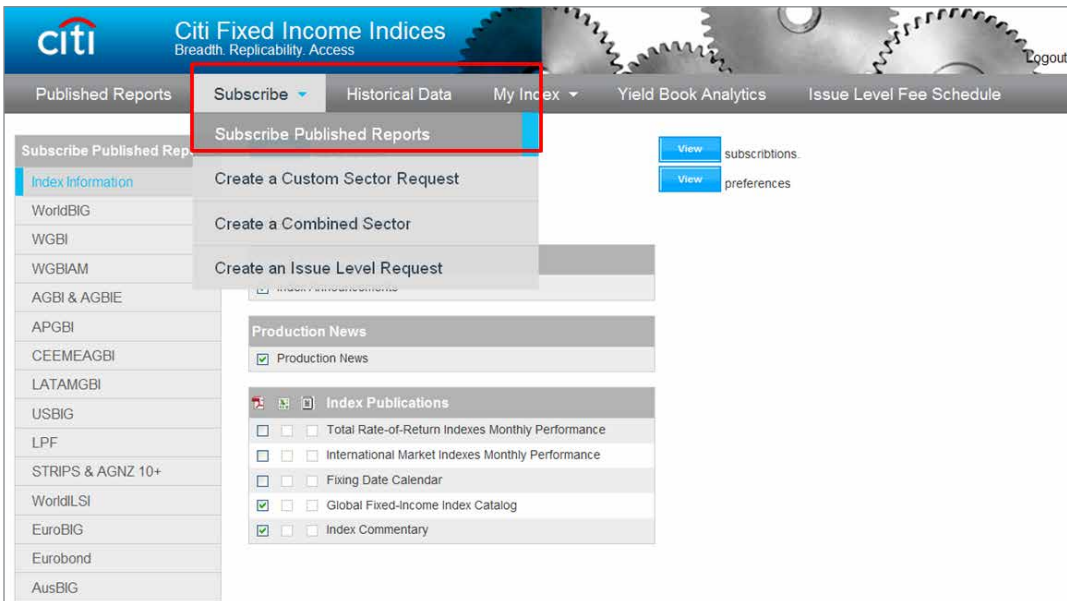 citi
Citi Fixed Income Indices
Breadth. Replicability. Access
Logout
Published Reports Subscribe Historical Data My Index Yield Book Analytics Issue Level Fee Schedule
Subscribe Published Reports
Create a Custom Sector Request
Create a Combined Sector
Create an Issue Level Request
Subscribe Published
Index Information
WorldBIG
WGBI
WGBIAM
AGBI & AGBIE
APGBI
CEEMEAGBI
LATAMGBI
USBIG
LPF
STRIPS & AGNZ 10+
WorldILSI
EuroBIG
Eurobond
AusBIG
View subscribtions.
View preferences
Index Announcements
Production News
Production News
Index Publications
Total Rate-of-Return Indexes Monthly Performance
International Market Indexes Monthly Performance
Fixing Date Calendar
Global Fixed-Income Index Catalog
Index Commentary